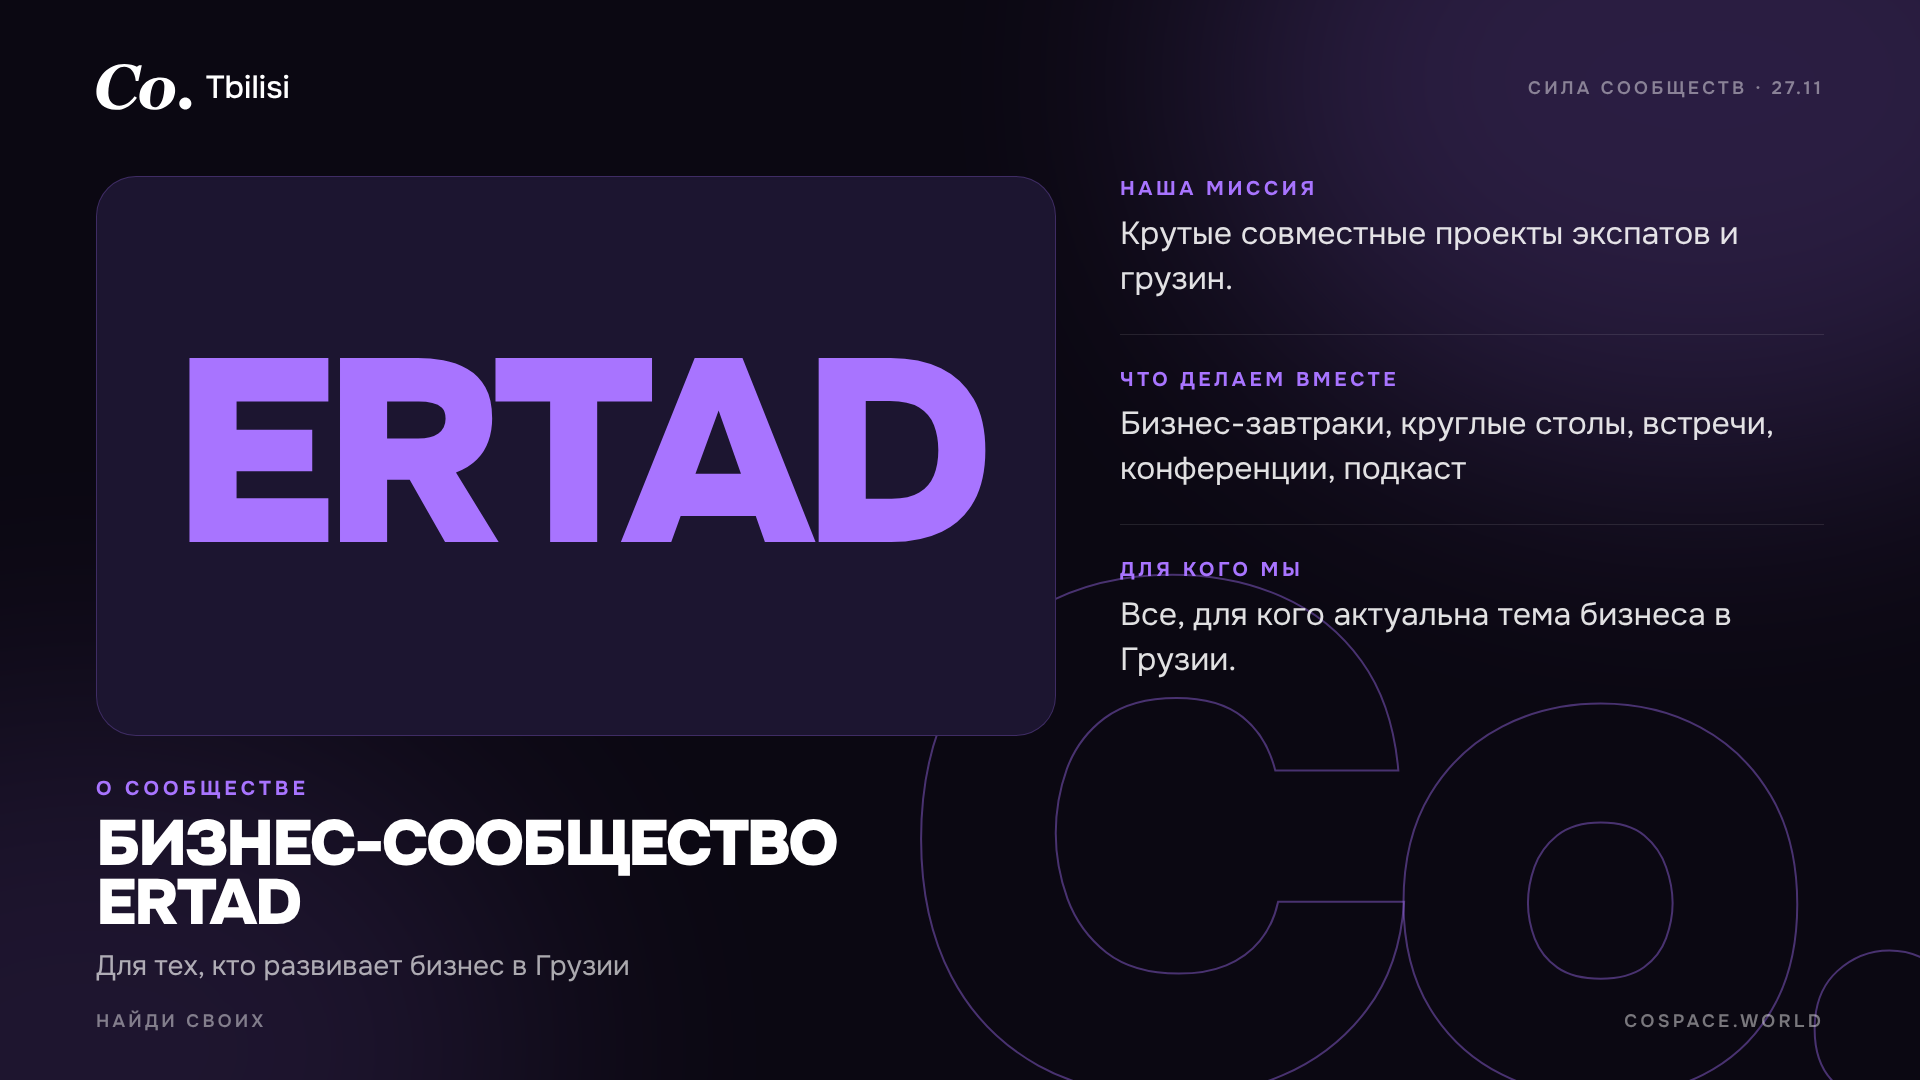 Co. Tbilisi
СИЛА СООБЩЕСТВ · 27.11
ERTAD
О СООБЩЕСТВЕ
БИЗНЕС-СООБЩЕСТВО
ERTAD
Для тех, кто развивает бизнес в Грузии
НАЙДИ СВОИХ
НАША МИССИЯ
Крутые совместные проекты экспатов и
грузин.
ЧТО ДЕЛАЕМ ВМЕСТЕ
Бизнес-завтраки, круглые столы, встречи,
конференции, подкаст
ДЛЯ КОГО МЫ
Все, для кого актуальна тема бизнеса в
Грузии.
Co.
COSPACE.WORLD